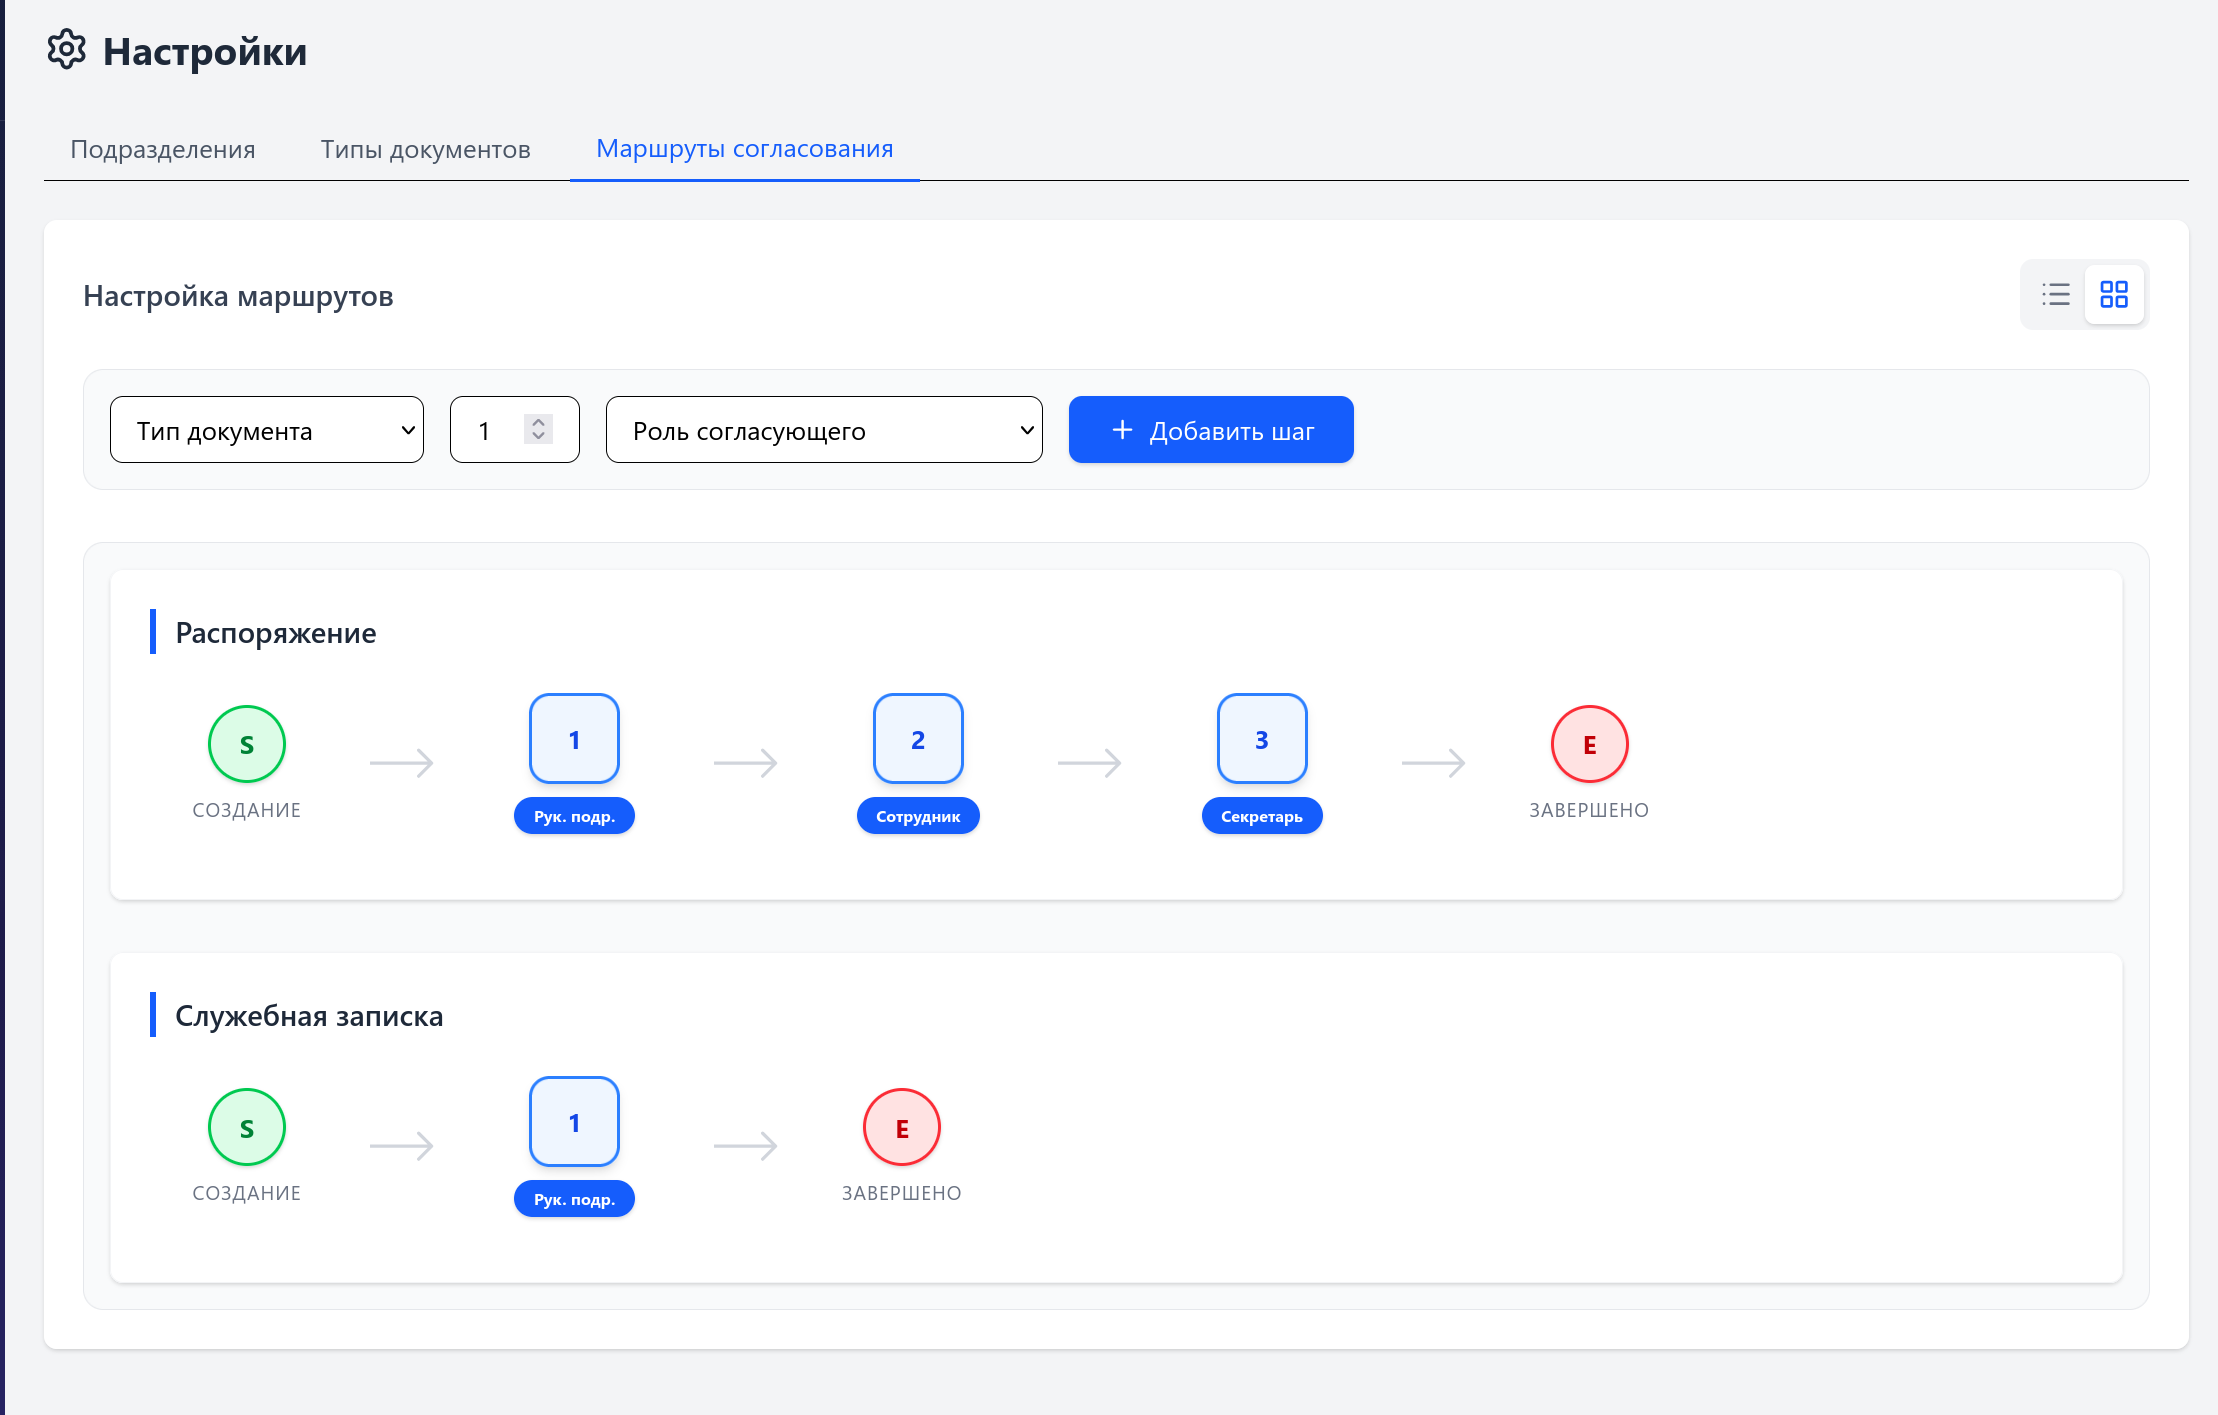 Настройки
Подразделения Типы документов Маршруты согласования
Настройка маршрутов
Тип документа 1 Роль согласующего + Добавить шаг
Распоряжение
S 1 2 3 E
СОЗДАНИЕ Рук. подр. Сотрудник Секретарь ЗАВЕРШЕНО
Служебная записка
S 1 E
СОЗДАНИЕ Рук. подр. ЗАВЕРШЕНО